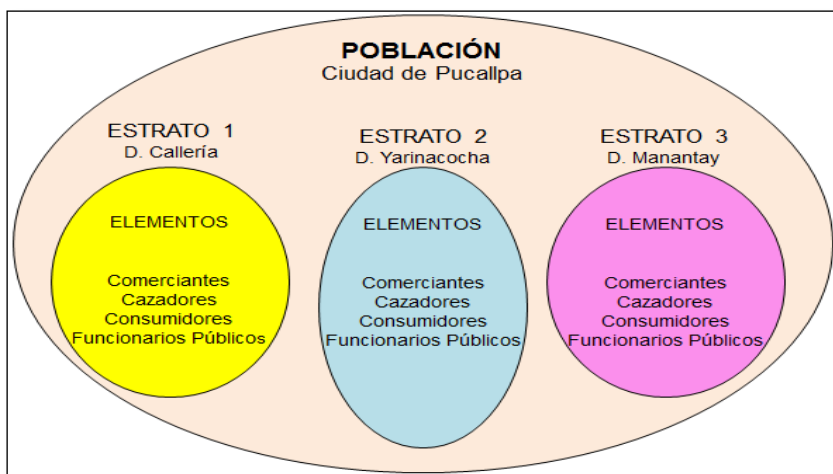 POBLACIÓN
Ciudad de Pucallpa
ESTRATO 1
D. Callería
ELEMENTOS
Comerciantes
Cazadores
Consumidores
Funcionarios Públicos
ESTRATO 2
D. Yarinacocha
ELEMENTOS
Comerciantes
Cazadores
Consumidores
Funcionarios Públicos
ESTRATO 3
D. Manantay
ELEMENTOS
Comerciantes
Cazadores
Consumidores
Funcionarios Públicos